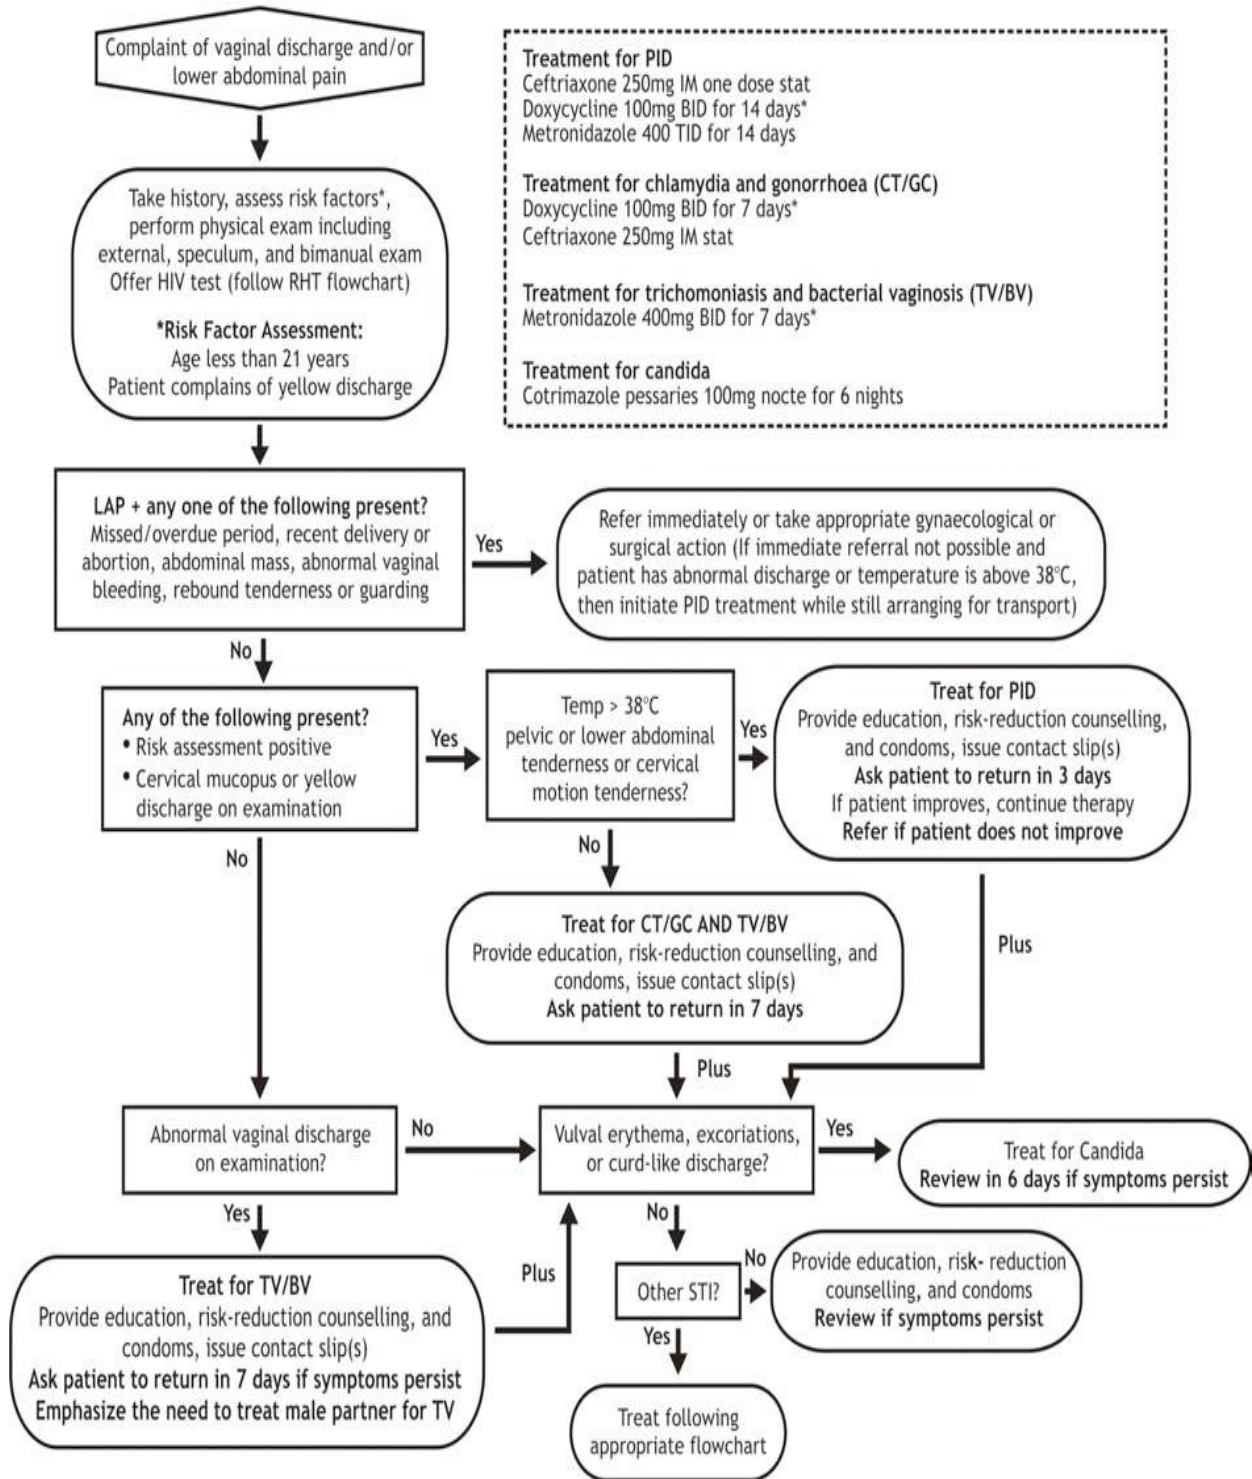 Complaint of vaginal discharge and/or
lower abdominal pain
Treatment for PID
Ceftriaxone 250mg IM one dose stat
Doxycycline 100mg BID for 14 days*
Metronidazole 400 TID for 14 days
Treatment for chlamydia and gonorrhoea (CT/GC)
Doxycycline 100mg BID for 7 days*
Ceftriaxone 250mg IM stat
Treatment for trichomoniasis and bacterial vaginosis (TV/BV)
Metronidazole 400mg BID for 7 days*
Treatment for candida
Cotrimazole pessaries 100mg nocte for 6 nights
Take history, assess risk factors*,
perform physical exam including
external, speculum, and bimanual exam
Offer HIV test (follow RHT flowchart)
*Risk Factor Assessment:
Age less than 21 years
Patient complains of yellow discharge
LAP + any one of the following present?
Missed/overdue period, recent delivery or
abortion, abdominal mass, abnormal vaginal
bleeding, rebound tenderness or guarding
Yes
Refer immediately or take appropriate gynaecological or
surgical action (If immediate referral not possible and
patient has abnormal discharge or temperature is above 38°C,
then initiate PID treatment while still arranging for transport)
No
Any of the following present?
• Risk assessment positive
• Cervical mucopus or yellow
discharge on examination
Yes
Temp > 38°C
pelvic or lower abdominal
tenderness or cervical
motion tenderness?
Yes
Treat for PID
Provide education, risk-reduction counselling,
and condoms, issue contact slip(s)
Ask patient to return in 3 days
If patient improves, continue therapy
Refer if patient does not improve
No
No
Treat for CT/GC AND TV/BV
Provide education, risk-reduction counselling, and
condoms, issue contact slip(s)
Ask patient to return in 7 days
Plus
Plus
Abnormal vaginal discharge
on examination?
No
Vulval erythema, excoriations,
or curd-like discharge?
Yes
Treat for Candida
Review in 6 days if symptoms persist
Yes
No
Treat for TV/BV
Provide education, risk-reduction counselling, and
condoms, issue contact slip(s)
Ask patient to return in 7 days if symptoms persist
Emphasize the need to treat male partner for TV
Plus
Other STI?
No
Provide education, risk- reduction
counselling, and condoms
Review if symptoms persist
Yes
Treat following
appropriate flowchart